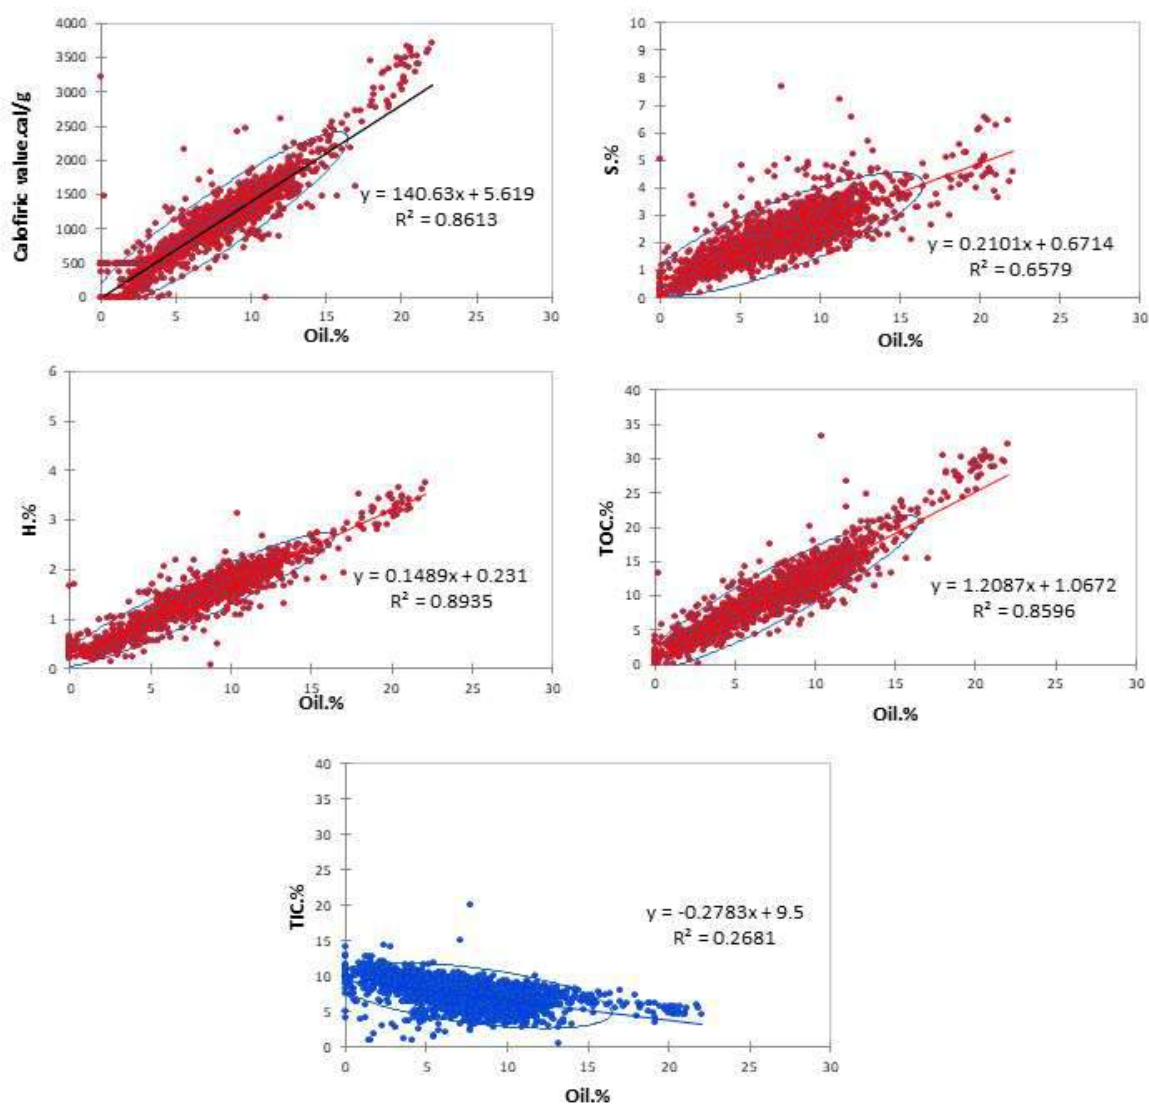 4000
3500
3000
2500
2000
1500
1000
500
0
Calofiric value.cal/g
y = 140.63x + 5.619
R² = 0.8613
0 5 10 15 20 25 30
Oil.%
10
9
8
7
6
5
4
3
2
1
0
S.%
y = 0.2101x + 0.6714
R² = 0.6579
0 5 10 15 20 25 30
Oil.%
6
5
4
3
2
1
0
H.%
y = 0.1489x + 0.231
R² = 0.8935
0 5 10 15 20 25 30
Oil.%
40
35
30
25
20
15
10
5
0
TOC.%
y = 1.2087x + 1.0672
R² = 0.8596
0 5 10 15 20 25 30
Oil.%
40
35
30
25
20
15
10
5
0
TIC.%
y = -0.2783x + 9.5
R² = 0.2681
0 5 10 15 20 25 30
Oil.%